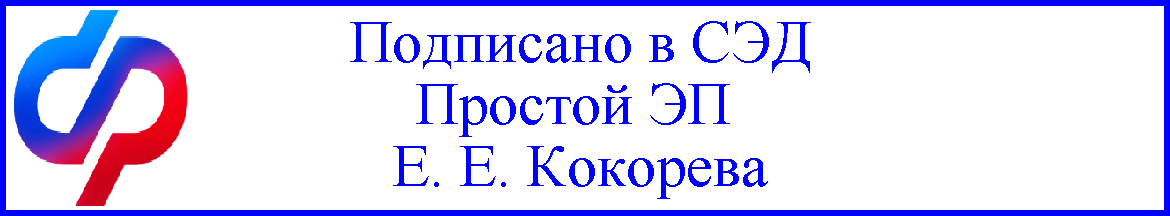 Подписано в СЭД
Простой ЭП
Е. Е. Кокорева